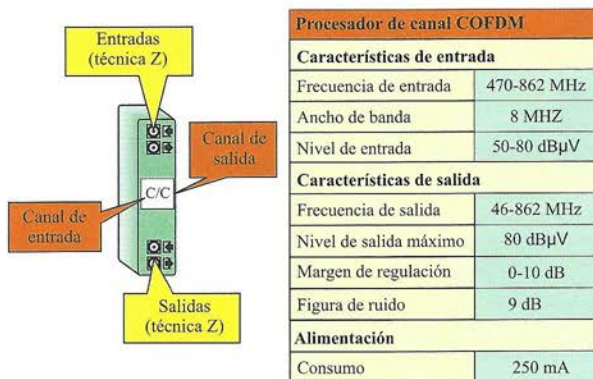 Entradas
(técnica Z)
Canal de
salida
C/C
Canal de
entrada
Salidas
(técnica Z)
Procesador de canal COFDM
Características de entrada
Frecuencia de entrada 470-862 MHz
Ancho de banda 8 MHZ
Nivel de entrada 50-80 dBµV
Características de salida
Frecuencia de salida 46-862 MHz
Nivel de salida máximo 80 dBµV
Margen de regulación 0-10 dB
Figura de ruido 9 dB
Alimentación
Consumo 250 mA